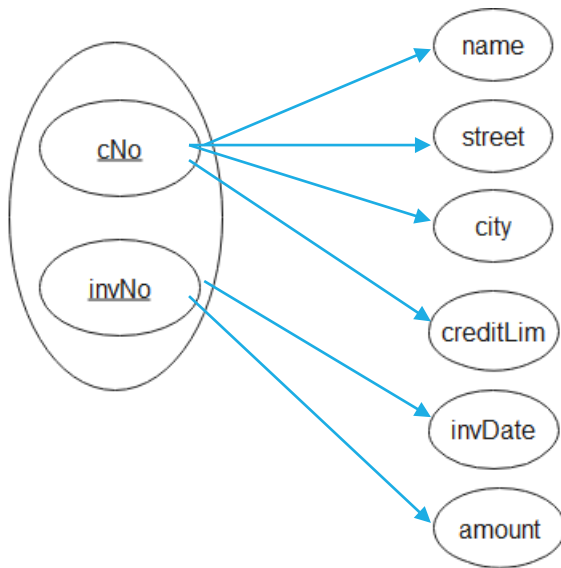 name
cNo
street
city
invNo
creditLim
invDate
amount